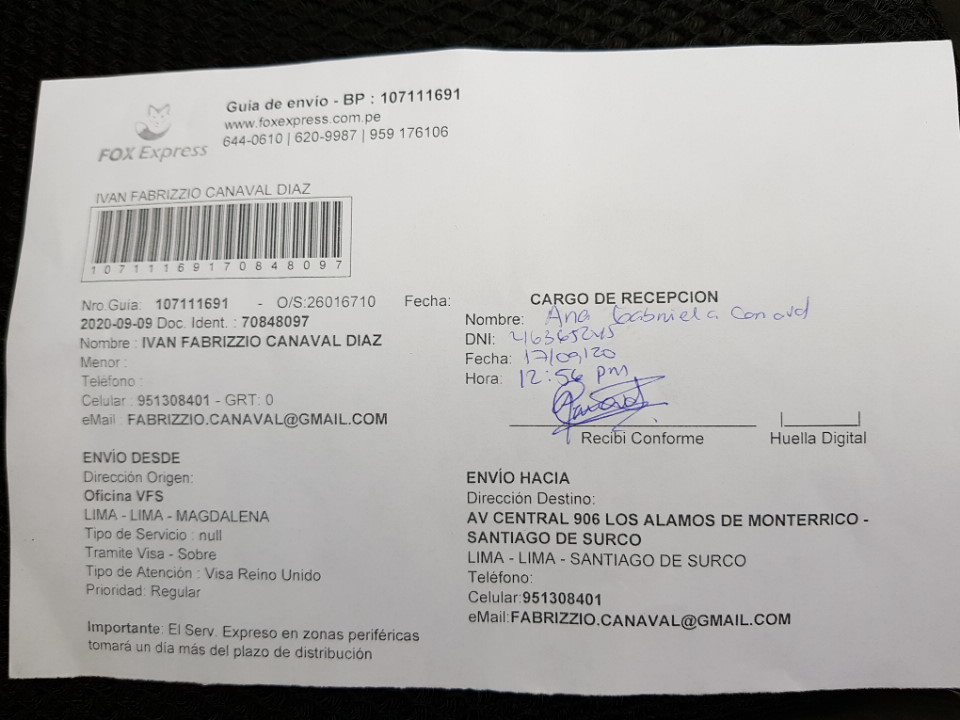 FOX Express
Guía de envío - BP : 107111691
www.foxexpress.com.pe
644-0610 | 620-9987 | 959 176106
IVAN FABRIZZIO CANAVAL DIAZ
10711169170848097
Nro.Guía: 107111691 - O/S:26016710 Fecha:
2020-09-09 Doc. Ident. : 70848097
Nombre : IVAN FABRIZZIO CANAVAL DIAZ
Menor :
Teléfono :
Celular : 951308401 - GRT: 0
eMail : FABRIZZIO.CANAVAL@GMAIL.COM
CARGO DE RECEPCION
Nombre: Ana Gabriela Canaval
DNI: 46365245
Fecha: 17/09/20
Hora: 12:56 pm
Recibi Conforme
Huella Digital
ENVÍO DESDE
Dirección Origen:
Oficina VFS
LIMA - LIMA - MAGDALENA
Tipo de Servicio : null
Tramite Visa - Sobre
Tipo de Atención : Visa Reino Unido
Prioridad: Regular
Importante: El Serv. Expreso en zonas periféricas
tomará un día más del plazo de distribución
ENVÍO HACIA
Dirección Destino:
AV CENTRAL 906 LOS ALAMOS DE MONTERRICO -
SANTIAGO DE SURCO
LIMA - LIMA - SANTIAGO DE SURCO
Teléfono:
Celular:951308401
eMail:FABRIZZIO.CANAVAL@GMAIL.COM